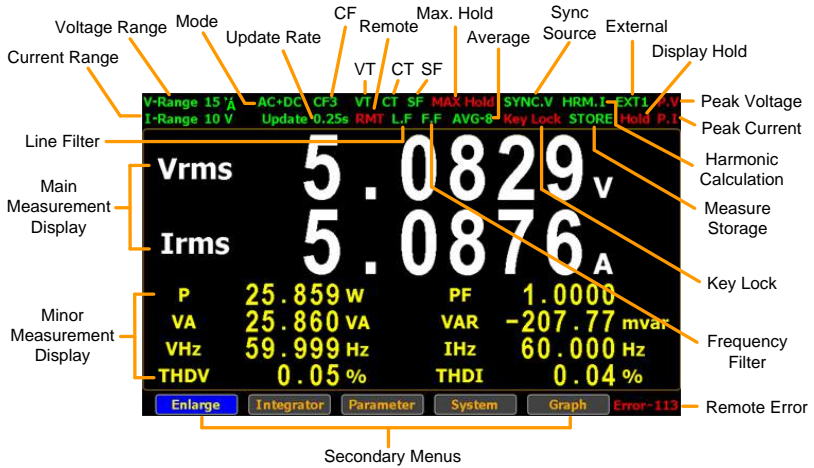 CF
Remote
Max. Hold
Sync
Source
External
Voltage Range
Mode
Update Rate
Average
Display Hold
Current Range
VT
CT
SF
V-Range 15 V AC+DC CF3 VT CT SF MAX Hold SYNC.V HRM.I EXT1 P.V
I-Range 10 V Update 0.25s RMT L.F F.F AVG-8 Key Lock STORE Hold P.I
Peak Voltage
Peak Current
Line Filter
Harmonic
Calculation
Main
Measurement
Display
Vrms 5.0829 V
Measure
Storage
Irms 5.0876 A
Key Lock
Minor
Measurement
Display
P 25.859 W PF 1.0000
VA 25.860 VA VAR -207.77 mvar
VHz 59.999 Hz IHz 60.000 Hz
THDV 0.05 % THDI 0.04 %
Frequency
Filter
Enlarge Integrator Parameter System Graph Error-113
Remote Error
Secondary Menus